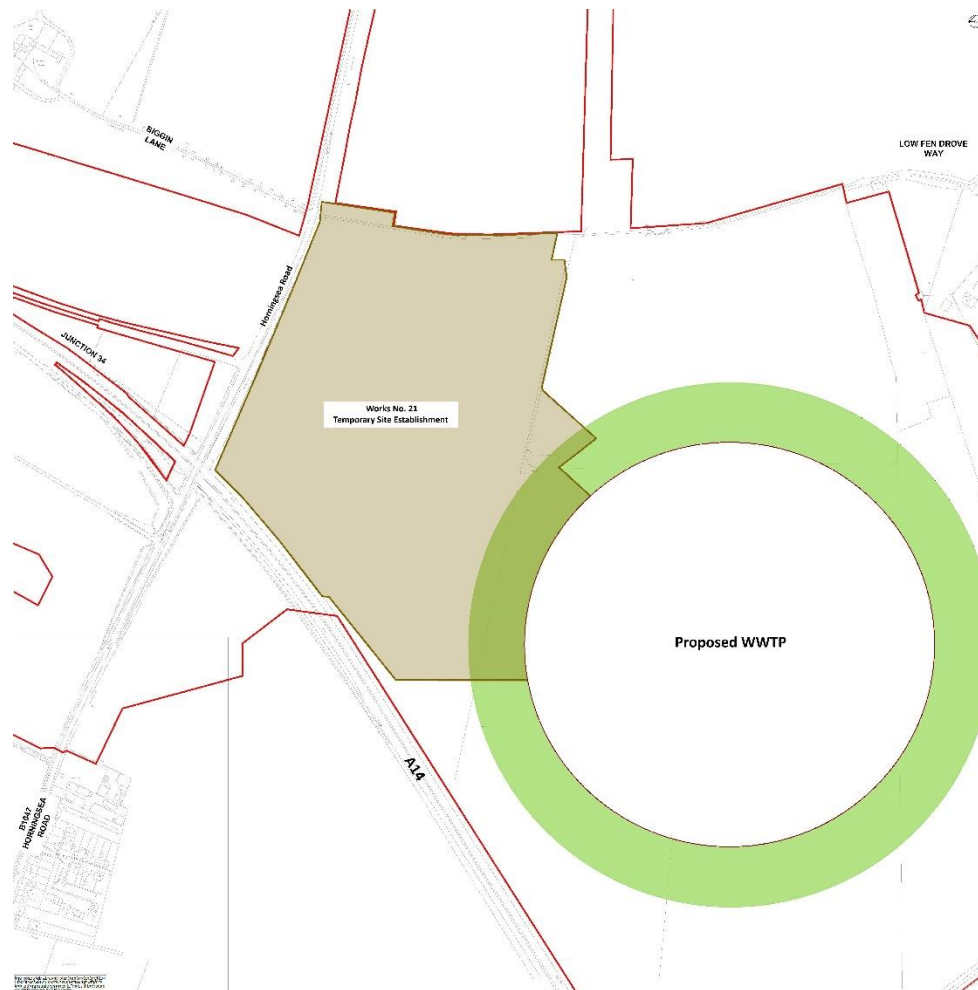 BIGGIN
LANE
LOW FEN DROVE
WAY
Horningsea Road
JUNCTION 34
Works No. 21
Temporary Site Establishment
Proposed WWTP
A14
B1047
HORNINGSEA
ROAD